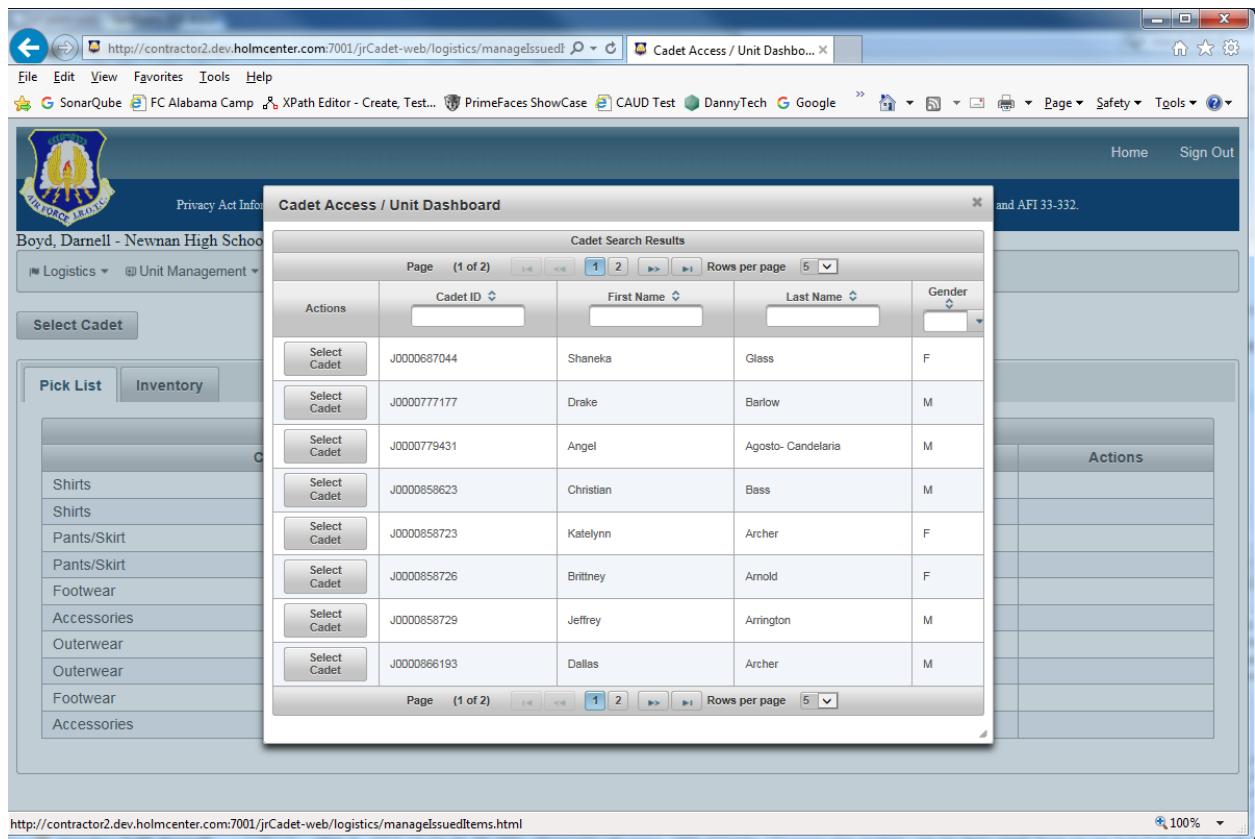 http://contractor2.dev.holmcenter.com:7001/jrCadet-web/logistics/manageIssuedI
Cadet Access / Unit Dashbo...
File Edit View Favorites Tools Help
SonarQube FC Alabama Camp XPath Editor - Create, Test... PrimeFaces ShowCase CAUD Test DannyTech Google » Page Safety Tools
Home Sign Out
AIR FORCE J.R.O.T.C.
Privacy Act Infor
and AFI 33-332.
Boyd, Darnell - Newnan High Schoo
Logistics Unit Management
Select Cadet
Pick List Inventory
C
Actions
Shirts
Shirts
Pants/Skirt
Pants/Skirt
Footwear
Accessories
Outerwear
Outerwear
Footwear
Accessories
Cadet Access / Unit Dashboard
Cadet Search Results
Page (1 of 2) 1 2 Rows per page 5
Actions Cadet ID First Name Last Name Gender
Select Cadet J0000687044 Shaneka Glass F
Select Cadet J0000777177 Drake Barlow M
Select Cadet J0000779431 Angel Agosto- Candelaria M
Select Cadet J0000858623 Christian Bass M
Select Cadet J0000858723 Katelynn Archer F
Select Cadet J0000858726 Brittney Arnold F
Select Cadet J0000858729 Jeffrey Arrington M
Select Cadet J0000866193 Dallas Archer M
Page (1 of 2) 1 2 Rows per page 5
http://contractor2.dev.holmcenter.com:7001/jrCadet-web/logistics/manageIssuedItems.html
100%